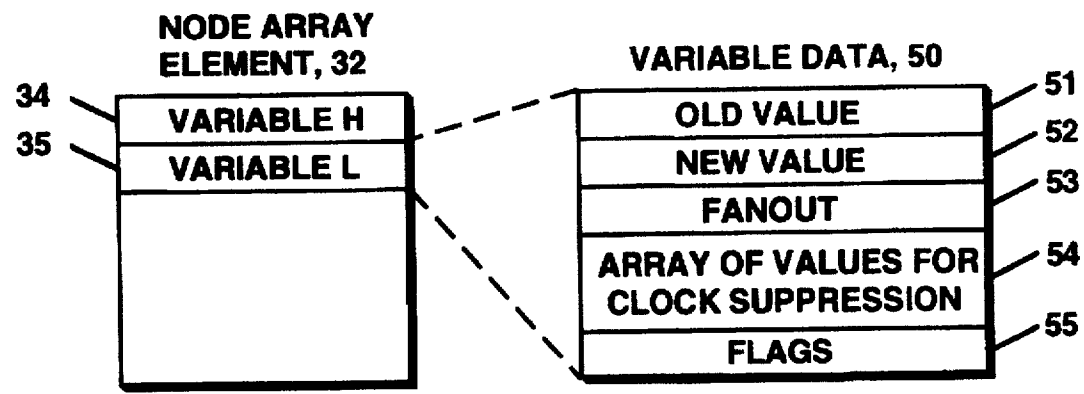 NODE ARRAY
ELEMENT, 32
34
VARIABLE H
35
VARIABLE L
VARIABLE DATA, 50
OLD VALUE
51
NEW VALUE
52
FANOUT
53
ARRAY OF VALUES FOR
CLOCK SUPPRESSION
54
FLAGS
55